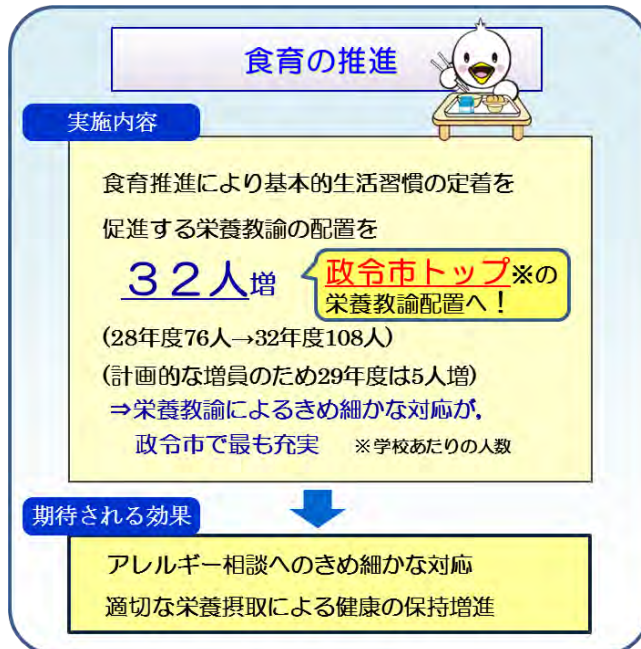 食育の推進
実施内容
食育推進により基本的生活習慣の定着を
促進する栄養教諭の配置を
３２人増
政令市トップ※の
栄養教諭配置へ！
(28年度76人→32年度108人)
(計画的な増員のため29年度は5人増)
⇒栄養教諭によるきめ細かな対応が,
政令市で最も充実　※学校あたりの人数
期待される効果
アレルギー相談へのきめ細かな対応
適切な栄養摂取による健康の保持増進